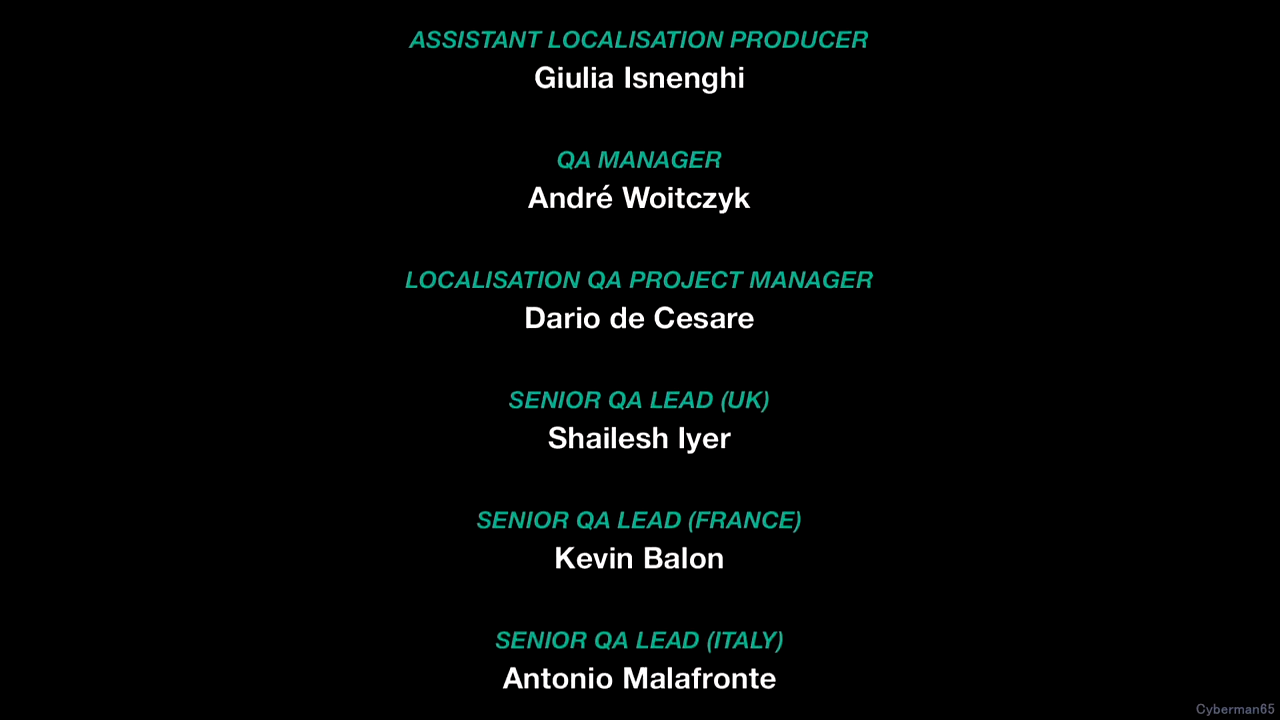 ASSISTANT LOCALISATION PRODUCER
Giulia Isnenghi
QA MANAGER
André Woitczyk
LOCALISATION QA PROJECT MANAGER
Dario de Cesare
SENIOR QA LEAD (UK)
Shailesh Iyer
SENIOR QA LEAD (FRANCE)
Kevin Balon
SENIOR QA LEAD (ITALY)
Antonio Malafronte
Cyberman65